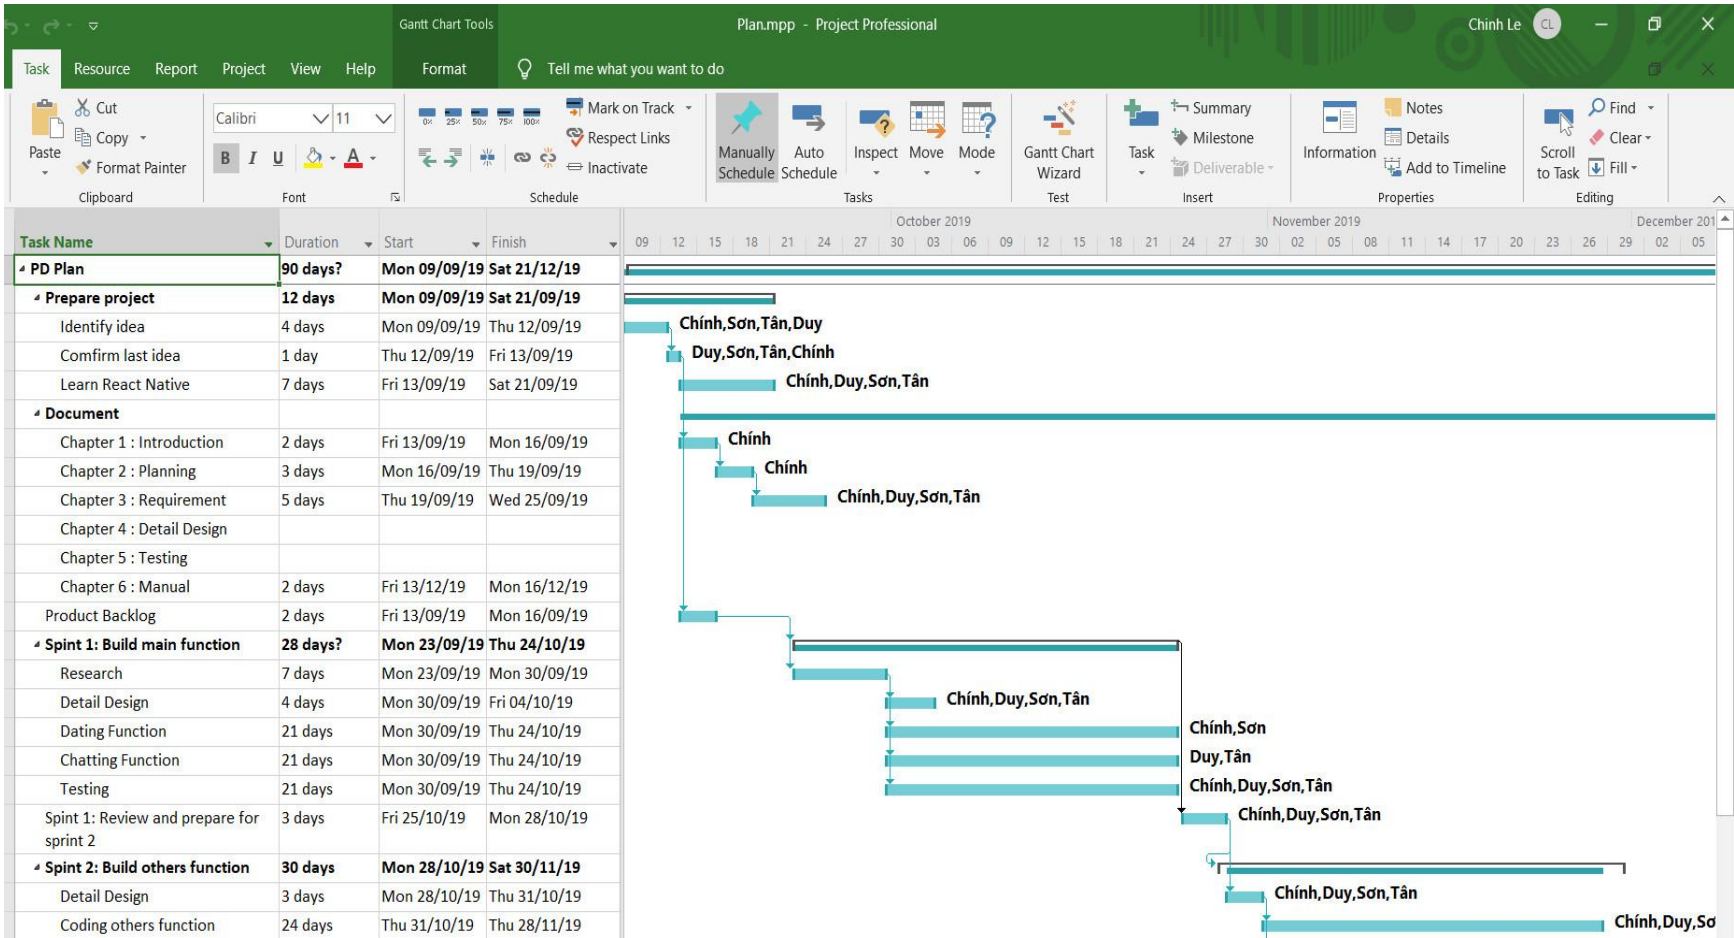 Gantt Chart Tools Plan.mpp - Project Professional Chinh Le CL
Task Resource Report Project View Help Format Tell me what you want to do
Cut
Copy
Format Painter
Paste
Clipboard
Calibri 11
B I U A
Font
0% 25% 50% 75% 100%
Mark on Track
Respect Links
Inactivate
Schedule
Manually Schedule
Auto Schedule
Inspect Move Mode
Tasks
Gantt Chart Wizard
Test
Task
Summary
Milestone
Deliverable
Insert
Information
Notes
Details
Add to Timeline
Properties
Scroll to Task
Find
Clear
Fill
Editing
October 2019 November 2019 December 201
Task Name Duration Start Finish 09 12 15 18 21 24 27 30 03 06 09 12 15 18 21 24 27 30 02 05 08 11 14 17 20 23 26 29 02 05
PD Plan 90 days? Mon 09/09/19 Sat 21/12/19
Prepare project 12 days Mon 09/09/19 Sat 21/09/19
Identify idea 4 days Mon 09/09/19 Thu 12/09/19 Chính,Sơn,Tân,Duy
Comfirm last idea 1 day Thu 12/09/19 Fri 13/09/19 Duy,Sơn,Tân,Chính
Learn React Native 7 days Fri 13/09/19 Sat 21/09/19 Chính,Duy,Sơn,Tân
Document
Chapter 1 : Introduction 2 days Fri 13/09/19 Mon 16/09/19 Chính
Chapter 2 : Planning 3 days Mon 16/09/19 Thu 19/09/19 Chính
Chapter 3 : Requirement 5 days Thu 19/09/19 Wed 25/09/19 Chính,Duy,Sơn,Tân
Chapter 4 : Detail Design
Chapter 5 : Testing
Chapter 6 : Manual 2 days Fri 13/12/19 Mon 16/12/19
Product Backlog 2 days Fri 13/09/19 Mon 16/09/19
Spint 1: Build main function 28 days? Mon 23/09/19 Thu 24/10/19
Research 7 days Mon 23/09/19 Mon 30/09/19
Detail Design 4 days Mon 30/09/19 Fri 04/10/19 Chính,Duy,Sơn,Tân
Dating Function 21 days Mon 30/09/19 Thu 24/10/19 Chính,Sơn
Chatting Function 21 days Mon 30/09/19 Thu 24/10/19 Duy,Tân
Testing 21 days Mon 30/09/19 Thu 24/10/19 Chính,Duy,Sơn,Tân
Spint 1: Review and prepare for 3 days Fri 25/10/19 Mon 28/10/19 Chính,Duy,Sơn,Tân
sprint 2
Spint 2: Build others function 30 days Mon 28/10/19 Sat 30/11/19
Detail Design 3 days Mon 28/10/19 Thu 31/10/19 Chính,Duy,Sơn,Tân
Coding others function 24 days Thu 31/10/19 Thu 28/11/19 Chính,Duy,Sơ